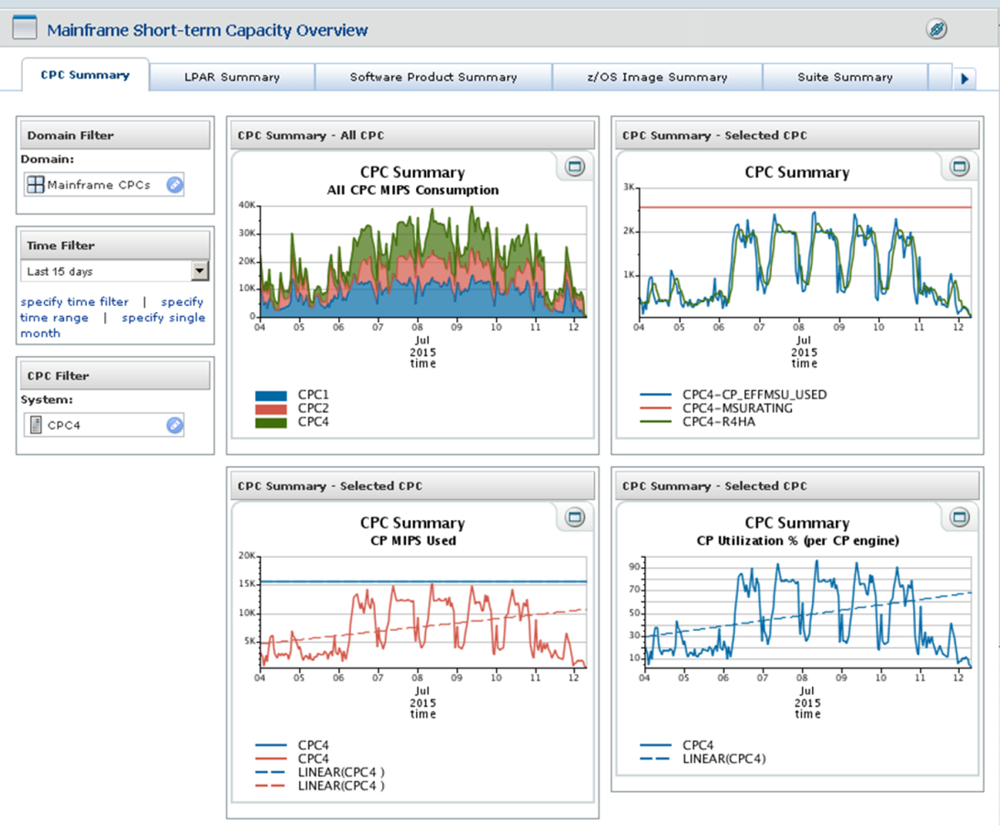 Mainframe Short-term Capacity Overview
CPC Summary
LPAR Summary
Software Product Summary
z/OS Image Summary
Suite Summary
Domain Filter
Domain:
Mainframe CPCs
Time Filter
Last 15 days
specify time filter | specify
time range | specify single
month
CPC Filter
System:
CPC4
CPC Summary - All CPC
CPC Summary
All CPC MIPS Consumption
40K
30K
20K
10K
0
04 05 06 07 08 09 10 11 12
Jul
2015
time
CPC1
CPC2
CPC4
CPC Summary - Selected CPC
CPC Summary
3K
2K
1K
04 05 06 07 08 09 10 11 12
Jul
2015
time
CPC4-CP_EFFMSU_USED
CPC4-MSURATING
CPC4-R4HA
CPC Summary - Selected CPC
CPC Summary
CP MIPS Used
20K
15K
10K
5K
04 05 06 07 08 09 10 11 12
Jul
2015
time
CPC4
CPC4
LINEAR(CPC4 )
LINEAR(CPC4 )
CPC Summary - Selected CPC
CPC Summary
CP Utilization % (per CP engine)
90
70
50
30
10
04 05 06 07 08 09 10 11 12
Jul
2015
time
CPC4
LINEAR(CPC4)